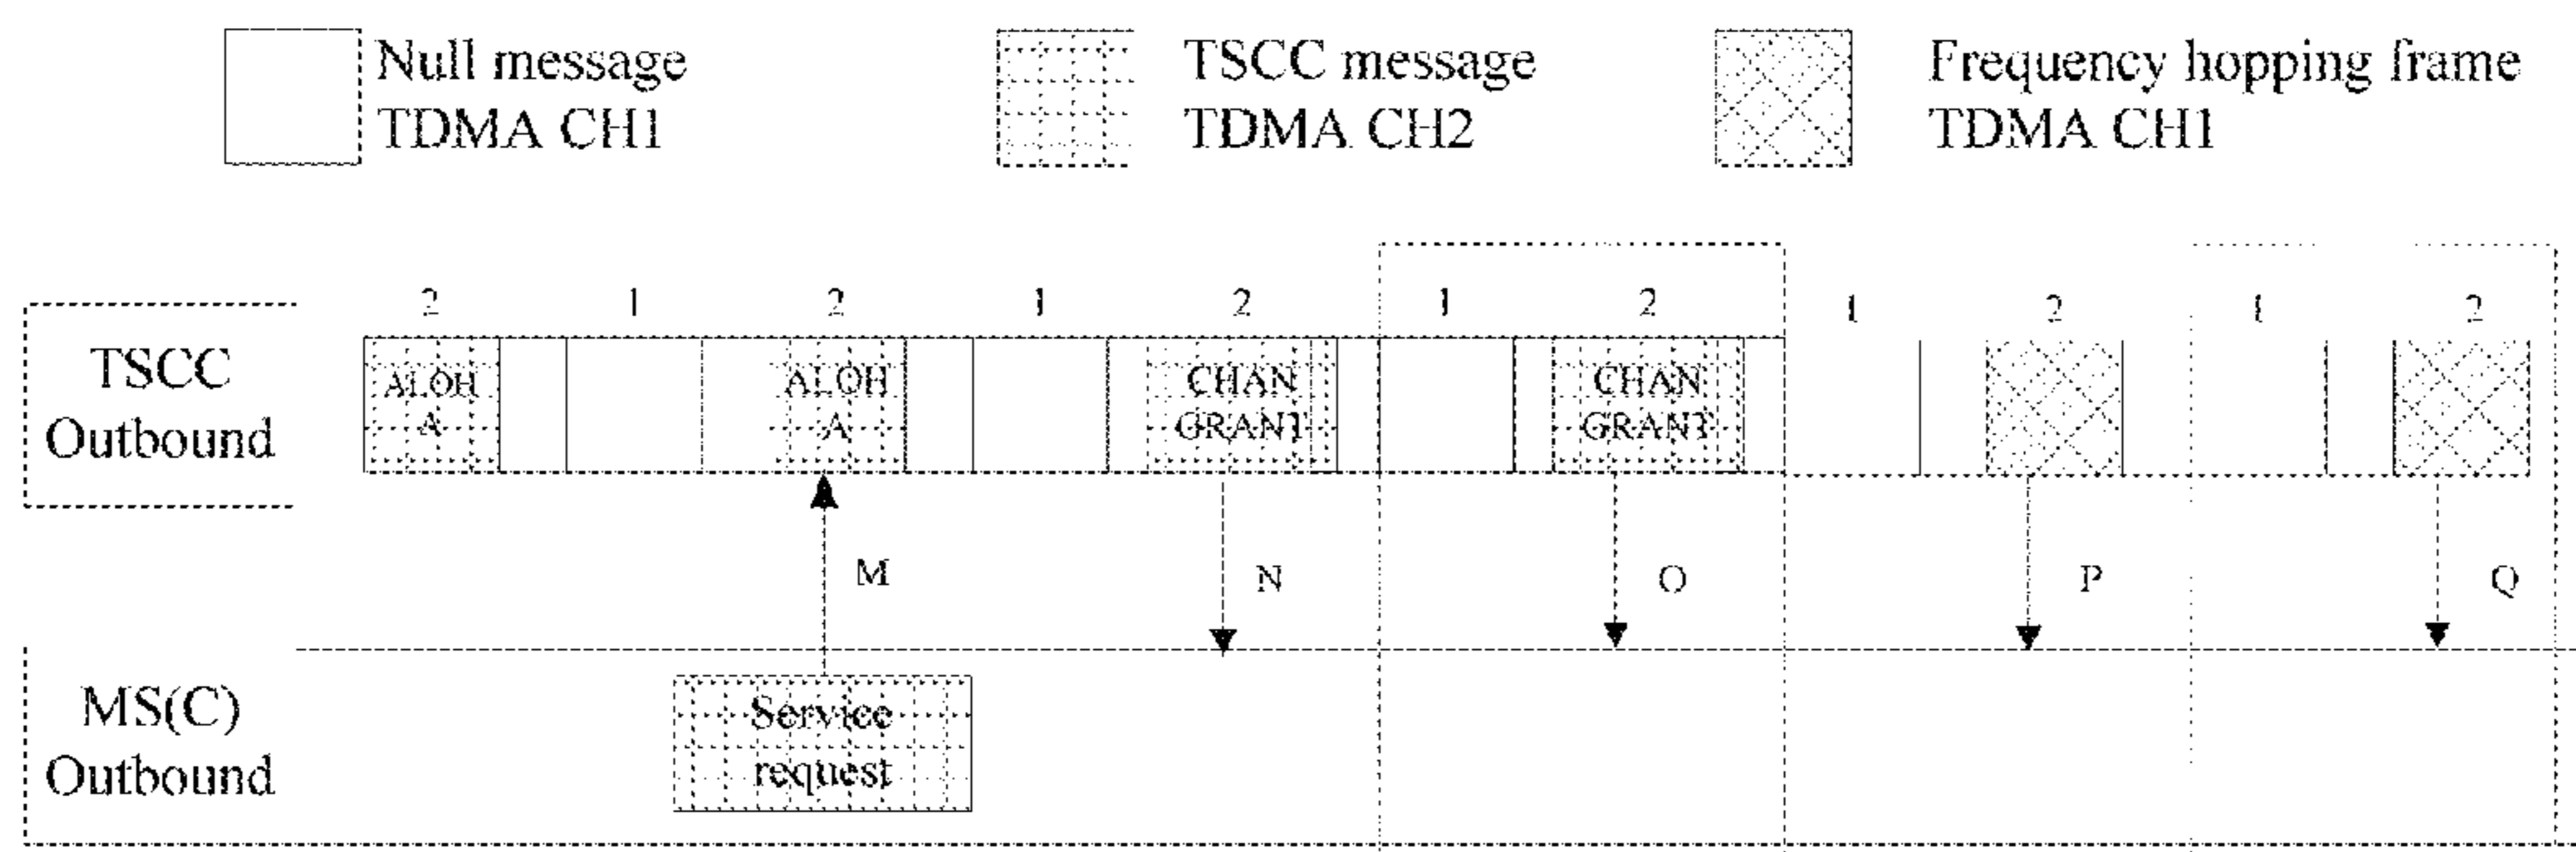 Null message
TDMA CH1
TSCC message
TDMA CH2
Frequency hopping frame
TDMA CH1
2 1 2 1 2 1 2 1 2 1 2
TSCC
Outbound
ALOH
A
ALOH
A
CHAN
GRANT
CHAN
GRANT
M N O P Q
MS(C)
Outbound
Service
request